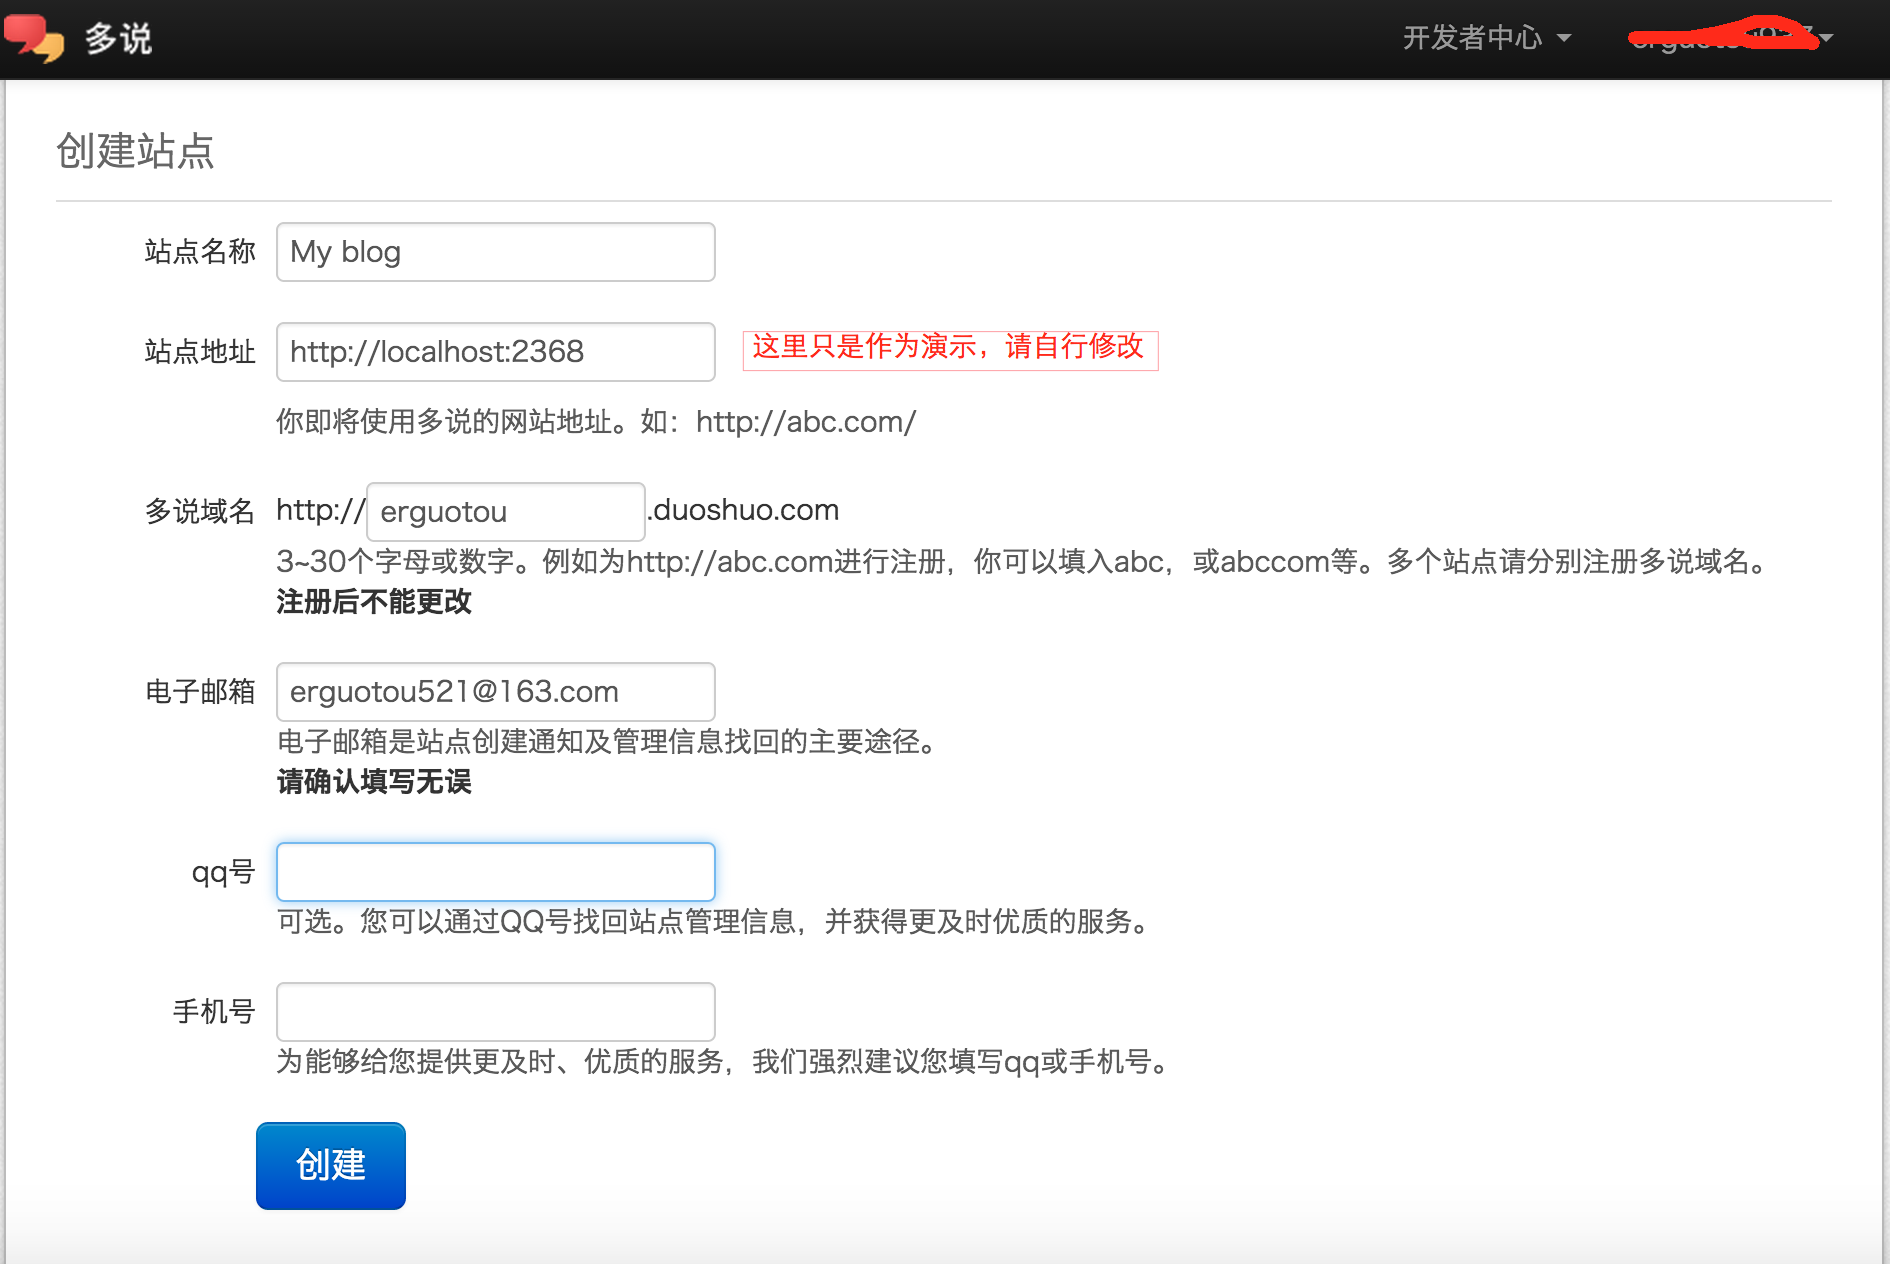 多说
开发者中心
创建站点
站点名称 My blog
站点地址 http://localhost:2368 这里只是作为演示，请自行修改
你即将使用多说的网站地址。如：http://abc.com/
多说域名 http://erguotou.duoshuo.com
3~30个字母或数字。例如为http://abc.com进行注册，你可以填入abc，或abccom等。多个站点请分别注册多说域名。
注册后不能更改
电子邮箱 erguotou521@163.com
电子邮箱是站点创建通知及管理信息找回的主要途径。
请确认填写无误
qq号
可选。您可以通过QQ号找回站点管理信息，并获得更及时优质的服务。
手机号
为能够给您提供更及时、优质的服务，我们强烈建议您填写qq或手机号。
创建